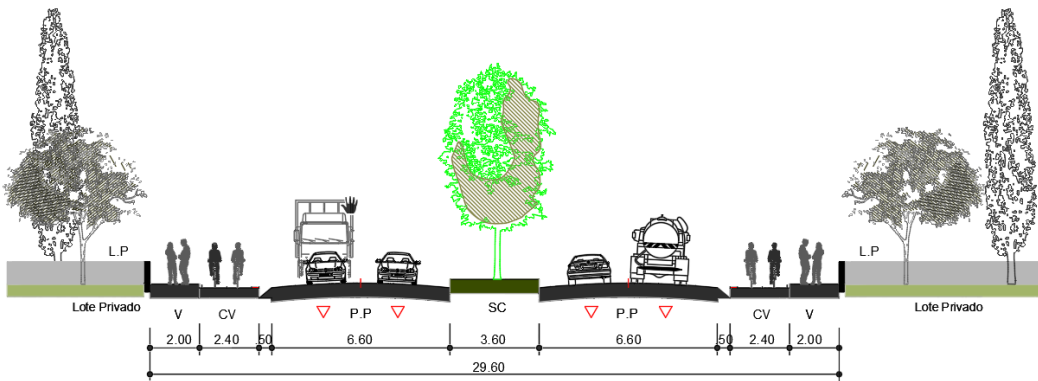 L.P L.P
Lote Privado V CV P.P SC P.P CV V Lote Privado
2.00 2.40 .50 6.60 3.60 6.60 .50 2.40 2.00
29.60